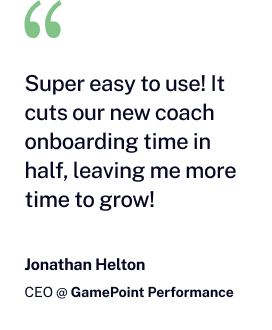 “
Super easy to use! It
cuts our new coach
onboarding time in
half, leaving me more
time to grow!
Jonathan Helton
CEO @ GamePoint Performance